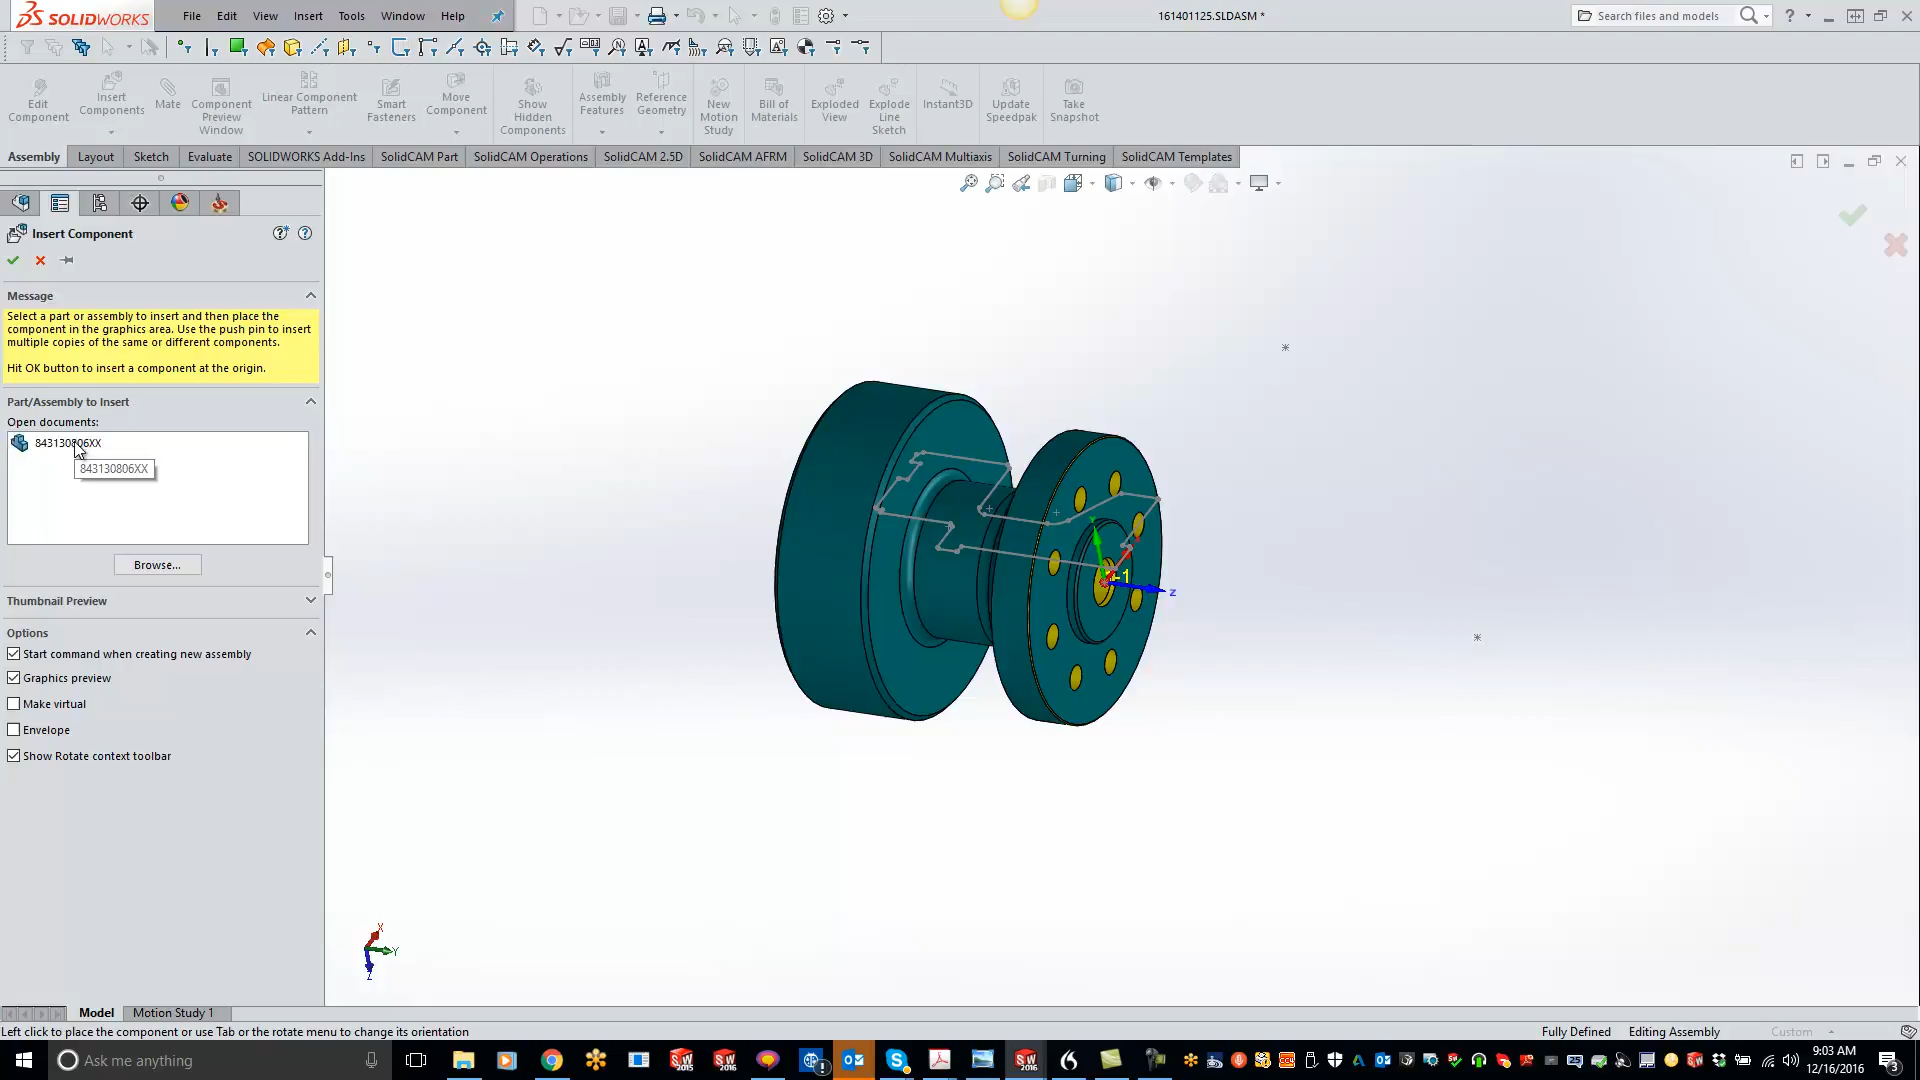 SOLIDWORKS
File Edit View Insert Tools Window Help
161401125.SLDASM *
Search files and models
Edit Component
Insert Components
Mate
Component Preview Window
Linear Component Pattern
Smart Fasteners
Move Component
Show Hidden Components
Assembly Features
Reference Geometry
New Motion Study
Bill of Materials
Exploded View
Explode Line Sketch
Instant3D
Update Speedpak
Take Snapshot
Assembly Layout Sketch Evaluate SOLIDWORKS Add-Ins SolidCAM Part SolidCAM Operations SolidCAM 2.5D SolidCAM AFRM SolidCAM 3D SolidCAM Multiaxis SolidCAM Turning SolidCAM Templates
Insert Component
Message
Select a part or assembly to insert and then place the
component in the graphics area. Use the push pin to insert
multiple copies of the same or different components.
Hit OK button to insert a component at the origin.
Part/Assembly to Insert
Open documents:
843130806XX
843130806XX
Browse...
Thumbnail Preview
Options
Start command when creating new assembly
Graphics preview
Make virtual
Envelope
Show Rotate context toolbar
Z
X
Y
Z
Model Motion Study 1
Left click to place the component or use Tab or the rotate menu to change its orientation
Fully Defined Editing Assembly Custom
Ask me anything
9:03 AM
12/16/2016